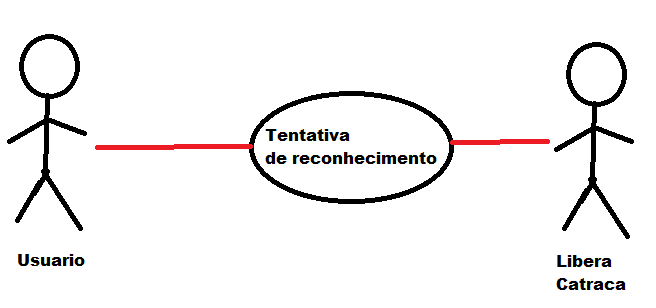 Tentativa
de reconhecimento
Usuario
Libera
Catraca